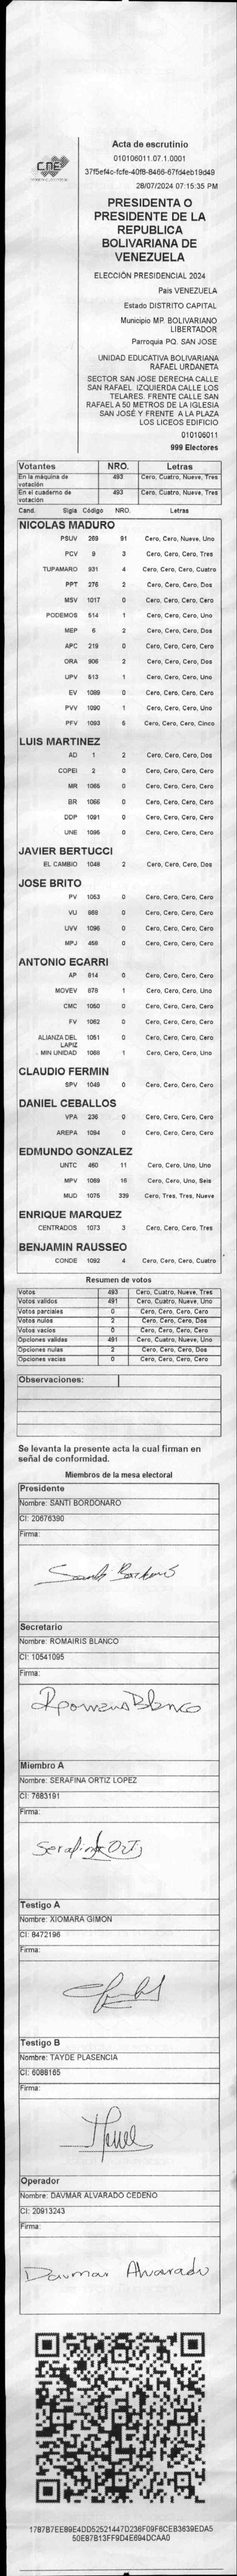 Acta de escrutinio
010106011.07.1.0001
37f5ef4c-fcfe-40f8-8466-67fd4eb19d49
28/07/2024 07:15:35 PM
CNE
PRESIDENTA O
PRESIDENTE DE LA
REPUBLICA
BOLIVARIANA DE
VENEZUELA
ELECCIÓN PRESIDENCIAL 2024
País VENEZUELA
Estado DISTRITO CAPITAL
Municipio MP. BOLIVARIANO
LIBERTADOR
Parroquia PQ. SAN JOSE
UNIDAD EDUCATIVA BOLIVARIANA
RAFAEL URDANETA
SECTOR SAN JOSE DERECHA CALLE
SAN RAFAEL. IZQUIERDA CALLE LOS
TELARES. FRENTE CALLE SAN
RAFAEL A 50 METROS DE LA IGLESIA
SAN JOSÉ Y FRENTE A LA PLAZA
LOS LICEOS EDIFICIO
010106011
999 Electores
Votantes NRO. Letras
En la máquina de votación 493 Cero, Cuatro, Nueve, Tres
En el cuaderno de votación 493 Cero, Cuatro, Nueve, Tres
Cand. Sigla Código NRO. Letras
NICOLAS MADURO
PSUV 269 91 Cero, Cero, Nueve, Uno
PCV 9 3 Cero, Cero, Cero, Tres
TUPAMARO 931 4 Cero, Cero, Cero, Cuatro
PPT 276 2 Cero, Cero, Cero, Dos
MSV 1017 0 Cero, Cero, Cero, Cero
PODEMOS 514 1 Cero, Cero, Cero, Uno
MEP 6 2 Cero, Cero, Cero, Dos
APC 219 0 Cero, Cero, Cero, Cero
ORA 906 2 Cero, Cero, Cero, Dos
UPV 513 1 Cero, Cero, Cero, Uno
EV 1089 0 Cero, Cero, Cero, Cero
PVV 1090 1 Cero, Cero, Cero, Uno
PFV 1093 5 Cero, Cero, Cero, Cinco
LUIS MARTINEZ
AD 1 2 Cero, Cero, Cero, Dos
COPEI 2 0 Cero, Cero, Cero, Cero
MR 1065 0 Cero, Cero, Cero, Cero
BR 1066 0 Cero, Cero, Cero, Cero
DDP 1091 0 Cero, Cero, Cero, Cero
UNE 1095 0 Cero, Cero, Cero, Cero
JAVIER BERTUCCI
EL CAMBIO 1048 2 Cero, Cero, Cero, Dos
JOSE BRITO
PV 1053 0 Cero, Cero, Cero, Cero
VU 868 0 Cero, Cero, Cero, Cero
UVV 1096 0 Cero, Cero, Cero, Cero
MPJ 458 0 Cero, Cero, Cero, Cero
ANTONIO ECARRI
AP 914 0 Cero, Cero, Cero, Cero
MOVEV 878 1 Cero, Cero, Cero, Uno
CMC 1050 0 Cero, Cero, Cero, Cero
FV 1062 0 Cero, Cero, Cero, Cero
ALIANZA DEL LAPIZ 1051 0 Cero, Cero, Cero, Cero
MIN UNIDAD 1068 1 Cero, Cero, Cero, Uno
CLAUDIO FERMIN
SPV 1049 0 Cero, Cero, Cero, Cero
DANIEL CEBALLOS
VPA 236 0 Cero, Cero, Cero, Cero
AREPA 1094 0 Cero, Cero, Cero, Cero
EDMUNDO GONZALEZ
UNTC 460 11 Cero, Cero, Uno, Uno
MPV 1069 16 Cero, Cero, Uno, Seis
MUD 1075 339 Cero, Tres, Tres, Nueve
ENRIQUE MARQUEZ
CENTRADOS 1073 3 Cero, Cero, Cero, Tres
BENJAMIN RAUSSEO
CONDE 1092 4 Cero, Cero, Cero, Cuatro
Resumen de votos
Votos 493 Cero, Cuatro, Nueve, Tres
Votos validos 491 Cero, Cuatro, Nueve, Uno
Votos parciales 0 Cero, Cero, Cero, Cero
Votos nulos 2 Cero, Cero, Cero, Dos
Votos vacios 0 Cero, Cero, Cero, Cero
Opciones validas 491 Cero, Cuatro, Nueve, Uno
Opciones nulas 2 Cero, Cero, Cero, Dos
Opciones vacias 0 Cero, Cero, Cero, Cero
Observaciones:
Se levanta la presente acta la cual firman en
señal de conformidad.
Miembros de la mesa electoral
Presidente
Nombre: SANTI BORDONARO
CI: 20676390
Firma:
Secretario
Nombre: ROMAIRIS BLANCO
CI: 10541095
Firma:
Miembro A
Nombre: SERAFINA ORTIZ LOPEZ
CI: 7683191
Firma:
Testigo A
Nombre: XIOMARA GIMON
CI: 8472196
Firma:
Testigo B
Nombre: TAYDE PLASENCIA
CI: 6088165
Firma:
Operador
Nombre: DAVMAR ALVARADO CEDEÑO
CI: 20913243
Firma:
Davmar Alvarado
1787B7EE89E4DD52521447D236F09F6CEB3639EDA5
50E87B13FF9D4E694DCAA0